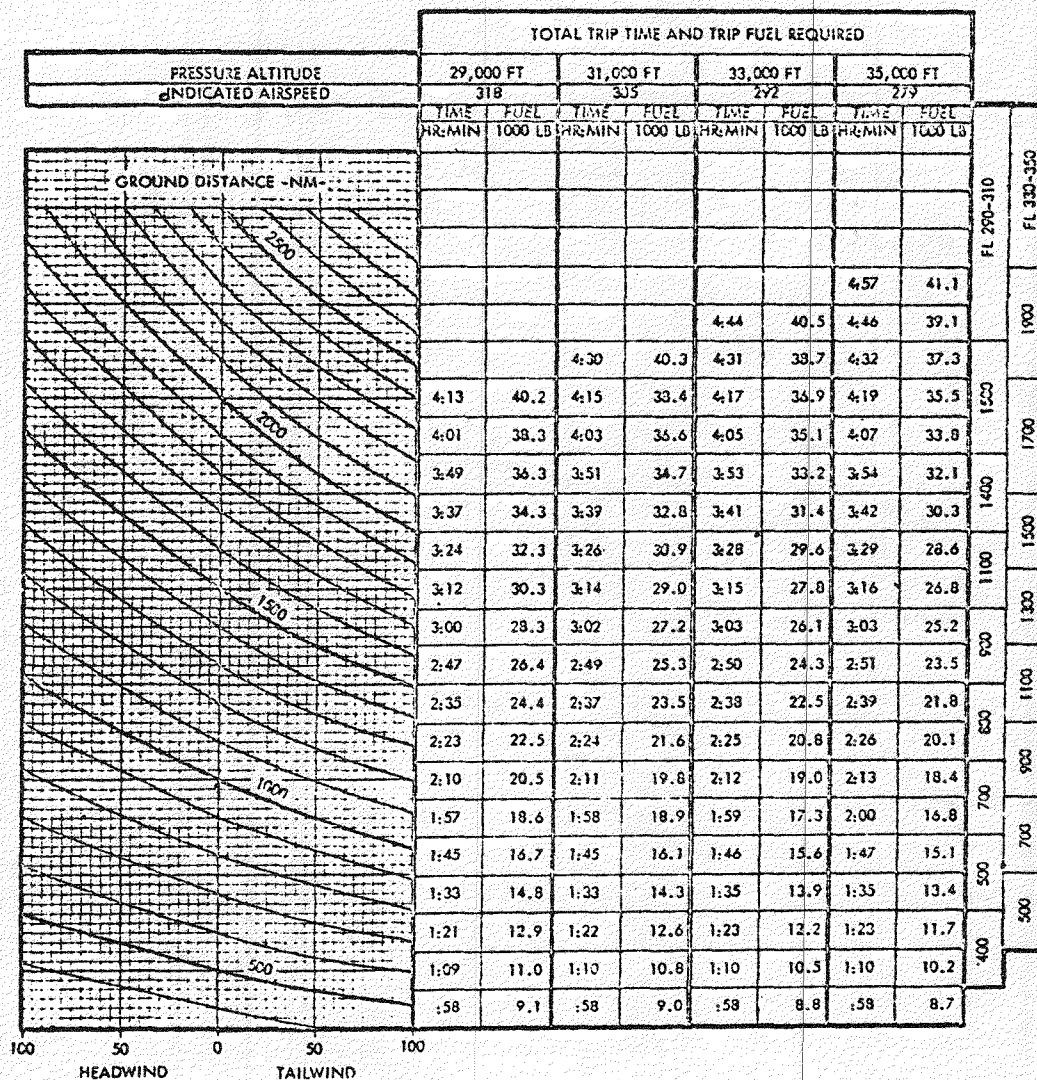 TOTAL TRIP TIME AND TRIP FUEL REQUIRED
PRESSURE ALTITUDE 29,000 FT 31,000 FT 33,000 FT 35,000 FT
INDICATED AIRSPEED 318 305 292 279
TIME FUEL TIME FUEL TIME FUEL TIME FUEL
HR:MIN 1000 LB HR:MIN 1000 LB HR:MIN 1000 LB HR:MIN 1000 LB
GROUND DISTANCE -NM-
4:57 41.1
4:44 40.5 4:46 39.1
4:30 40.3 4:31 38.7 4:32 37.3
4:13 40.2 4:15 38.4 4:17 36.9 4:19 35.5
4:01 38.3 4:03 36.6 4:05 35.1 4:07 33.8
3:49 36.3 3:51 34.7 3:53 33.2 3:54 32.1
3:37 34.3 3:39 32.8 3:41 31.4 3:42 30.3
3:24 32.3 3:26 30.9 3:28 29.6 3:29 28.6
3:12 30.3 3:14 29.0 3:15 27.8 3:16 26.8
3:00 28.3 3:02 27.2 3:03 26.1 3:03 25.2
2:47 26.4 2:49 25.3 2:50 24.3 2:51 23.5
2:35 24.4 2:37 23.5 2:38 22.5 2:39 21.8
2:23 22.5 2:24 21.6 2:25 20.8 2:26 20.1
2:10 20.5 2:11 19.8 2:12 19.0 2:13 18.4
1:57 18.6 1:58 18.9 1:59 17.3 2:00 16.8
1:45 16.7 1:45 16.1 1:46 15.6 1:47 15.1
1:33 14.8 1:33 14.3 1:35 13.9 1:35 13.4
1:21 12.9 1:22 12.6 1:23 12.2 1:23 11.7
1:09 11.0 1:10 10.8 1:10 10.5 1:10 10.2
:58 9.1 :58 9.0 :58 8.8 :58 8.7
2500
2000
1500
1000
500
FL 290-310
1400
1100
900
800
700
500
400
FL 330-350
1900
1700
1500
1300
1100
900
700
500
100 50 0 50 100
HEADWIND TAILWIND